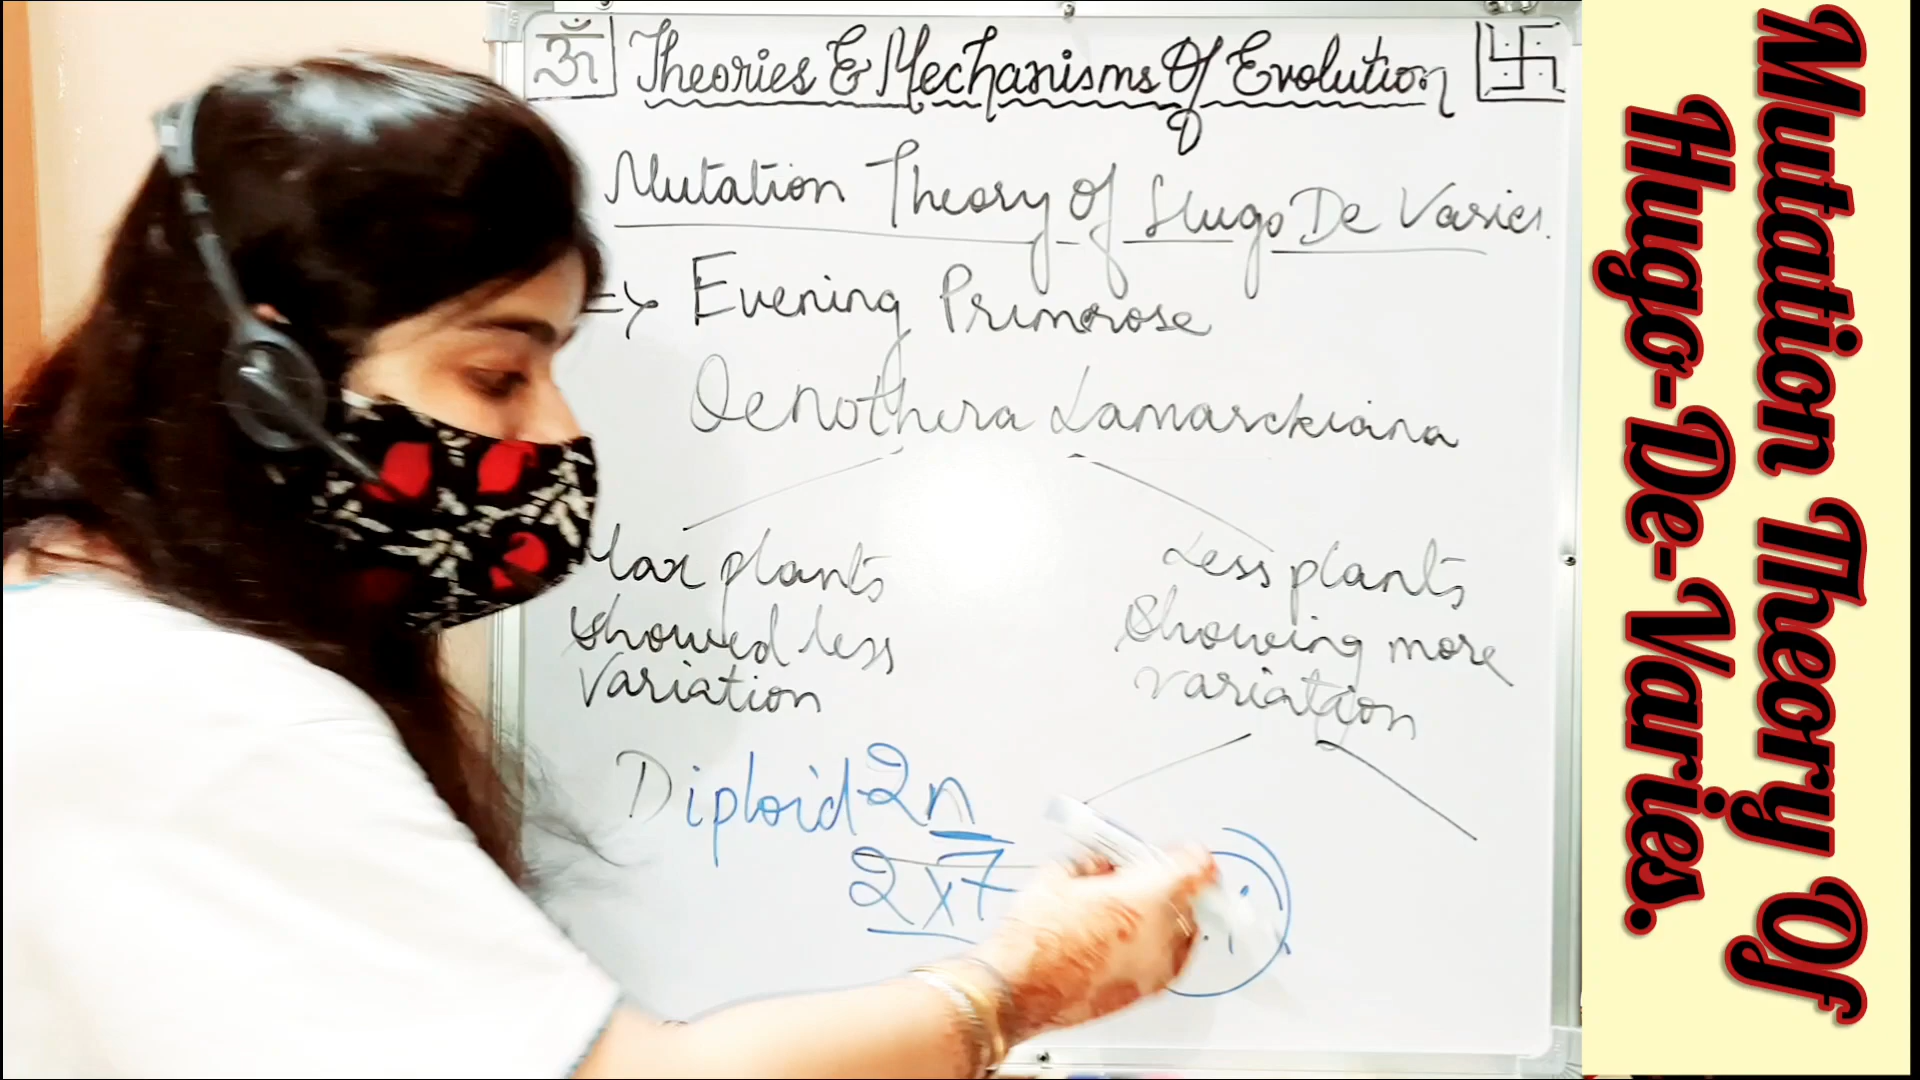 ॐ Theories & Mechanisms Of Evolution 卐
Mutation Theory Of Hugo De Varies.
=> Evening Primrose
Oenothera Lamarckiana
Max plants
showed less
Variation
Less plants
Showing more
variation
Diploid 2n
2x7
Mutation Theory Of
Hugo-De-Varies.